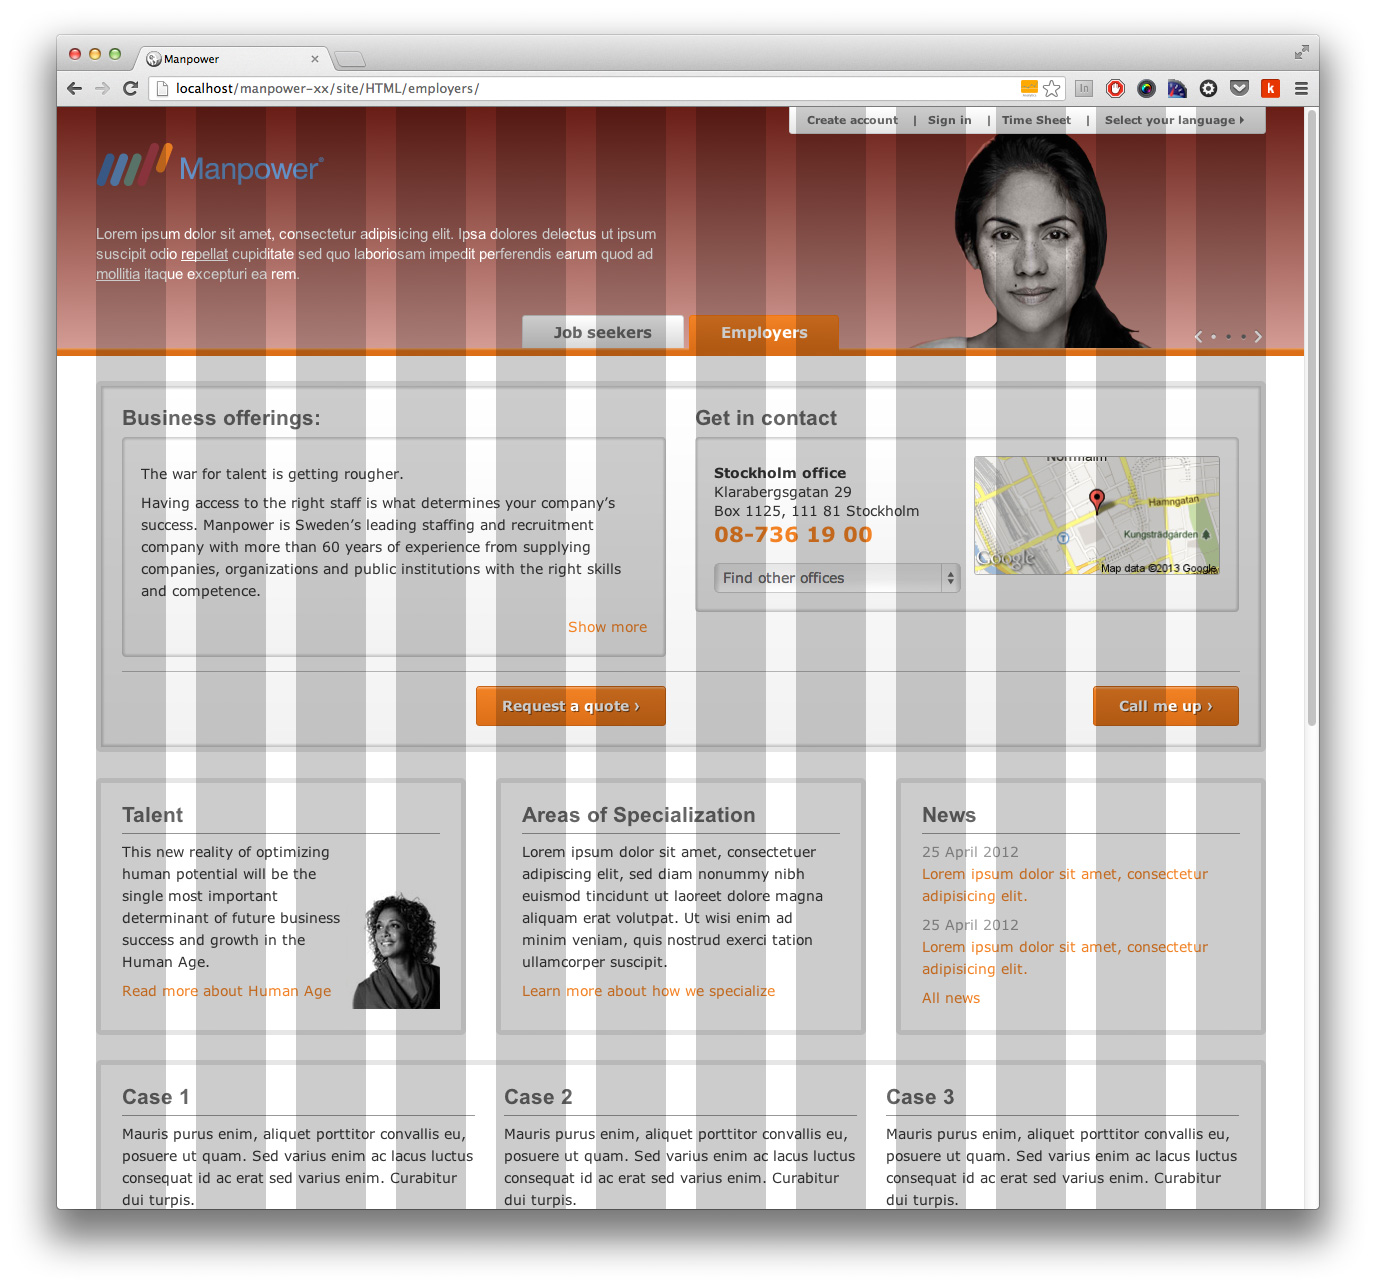 Manpower
localhost/manpower-xx/site/HTML/employers/
Create account | Sign in | Time Sheet | Select your language
Manpower®
Lorem ipsum dolor sit amet, consectetur adipisicing elit. Ipsa dolores delectus ut ipsum
suscipit odio repellat cupiditate sed quo laboriosam impedit perferendis earum quod ad
mollitia itaque excepturi ea rem.
Job seekers
Employers
Business offerings:
The war for talent is getting rougher.
Having access to the right staff is what determines your company’s
success. Manpower is Sweden’s leading staffing and recruitment
company with more than 60 years of experience from supplying
companies, organizations and public institutions with the right skills
and competence.
Show more
Request a quote ›
Get in contact
Stockholm office
Klarabergsgatan 29
Box 1125, 111 81 Stockholm
08-736 19 00
Find other offices
Norrmalm
Hamngatan
T
Kungsträdgården
Google
Map data ©2013 Google
Call me up ›
Talent
This new reality of optimizing
human potential will be the
single most important
determinant of future business
success and growth in the
Human Age.
Read more about Human Age
Areas of Specialization
Lorem ipsum dolor sit amet, consectetuer
adipiscing elit, sed diam nonummy nibh
euismod tincidunt ut laoreet dolore magna
aliquam erat volutpat. Ut wisi enim ad
minim veniam, quis nostrud exerci tation
ullamcorper suscipit.
Learn more about how we specialize
News
25 April 2012
Lorem ipsum dolor sit amet, consectetur
adipisicing elit.
25 April 2012
Lorem ipsum dolor sit amet, consectetur
adipisicing elit.
All news
Case 1
Mauris purus enim, aliquet porttitor convallis eu,
posuere ut quam. Sed varius enim ac lacus luctus
consequat id ac erat sed varius enim. Curabitur
dui turpis.
Case 2
Mauris purus enim, aliquet porttitor convallis eu,
posuere ut quam. Sed varius enim ac lacus luctus
consequat id ac erat sed varius enim. Curabitur
dui turpis.
Case 3
Mauris purus enim, aliquet porttitor convallis eu,
posuere ut quam. Sed varius enim ac lacus luctus
consequat id ac erat sed varius enim. Curabitur
dui turpis.